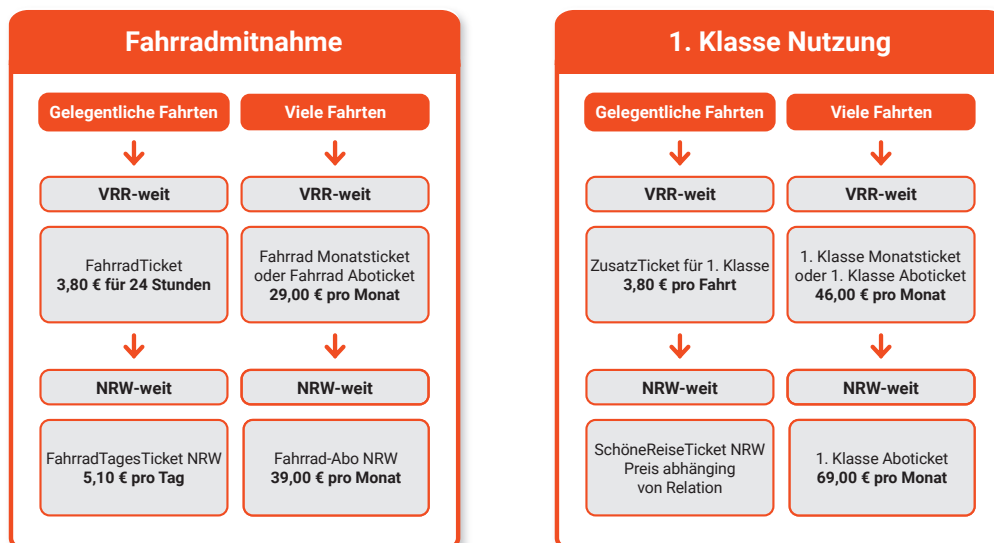 Fahrradmitnahme
Gelegentliche Fahrten
Viele Fahrten
VRR-weit
VRR-weit
FahrradTicket
3,80 € für 24 Stunden
Fahrrad Monatsticket
oder Fahrrad Aboticket
29,00 € pro Monat
NRW-weit
NRW-weit
FahrradTagesTicket NRW
5,10 € pro Tag
Fahrrad-Abo NRW
39,00 € pro Monat
1. Klasse Nutzung
Gelegentliche Fahrten
Viele Fahrten
VRR-weit
VRR-weit
ZusatzTicket für 1. Klasse
3,80 € pro Fahrt
1. Klasse Monatsticket
oder 1. Klasse Aboticket
46,00 € pro Monat
NRW-weit
NRW-weit
SchöneReiseTicket NRW
Preis abhänging
von Relation
1. Klasse Aboticket
69,00 € pro Monat